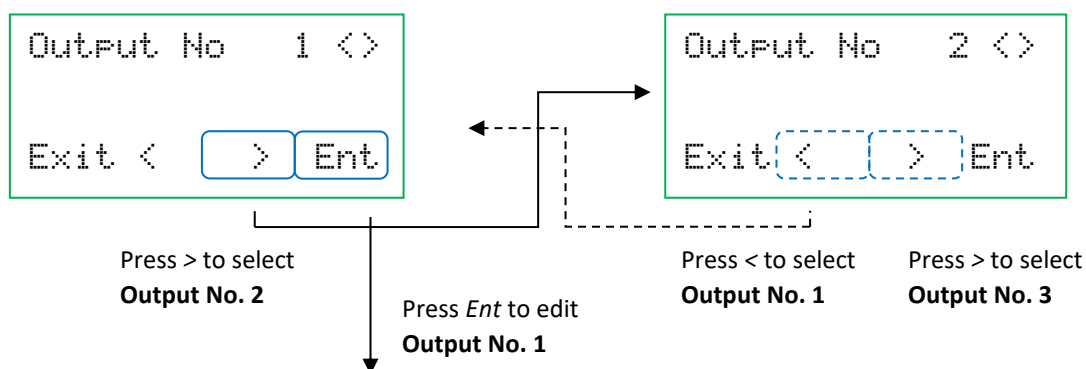 Output No 1 <>
Exit < > Ent
Output No 2 <>
Exit < > Ent
Press > to select
Output No. 2
Press Ent to edit
Output No. 1
Press < to select
Output No. 1
Press > to select
Output No. 3